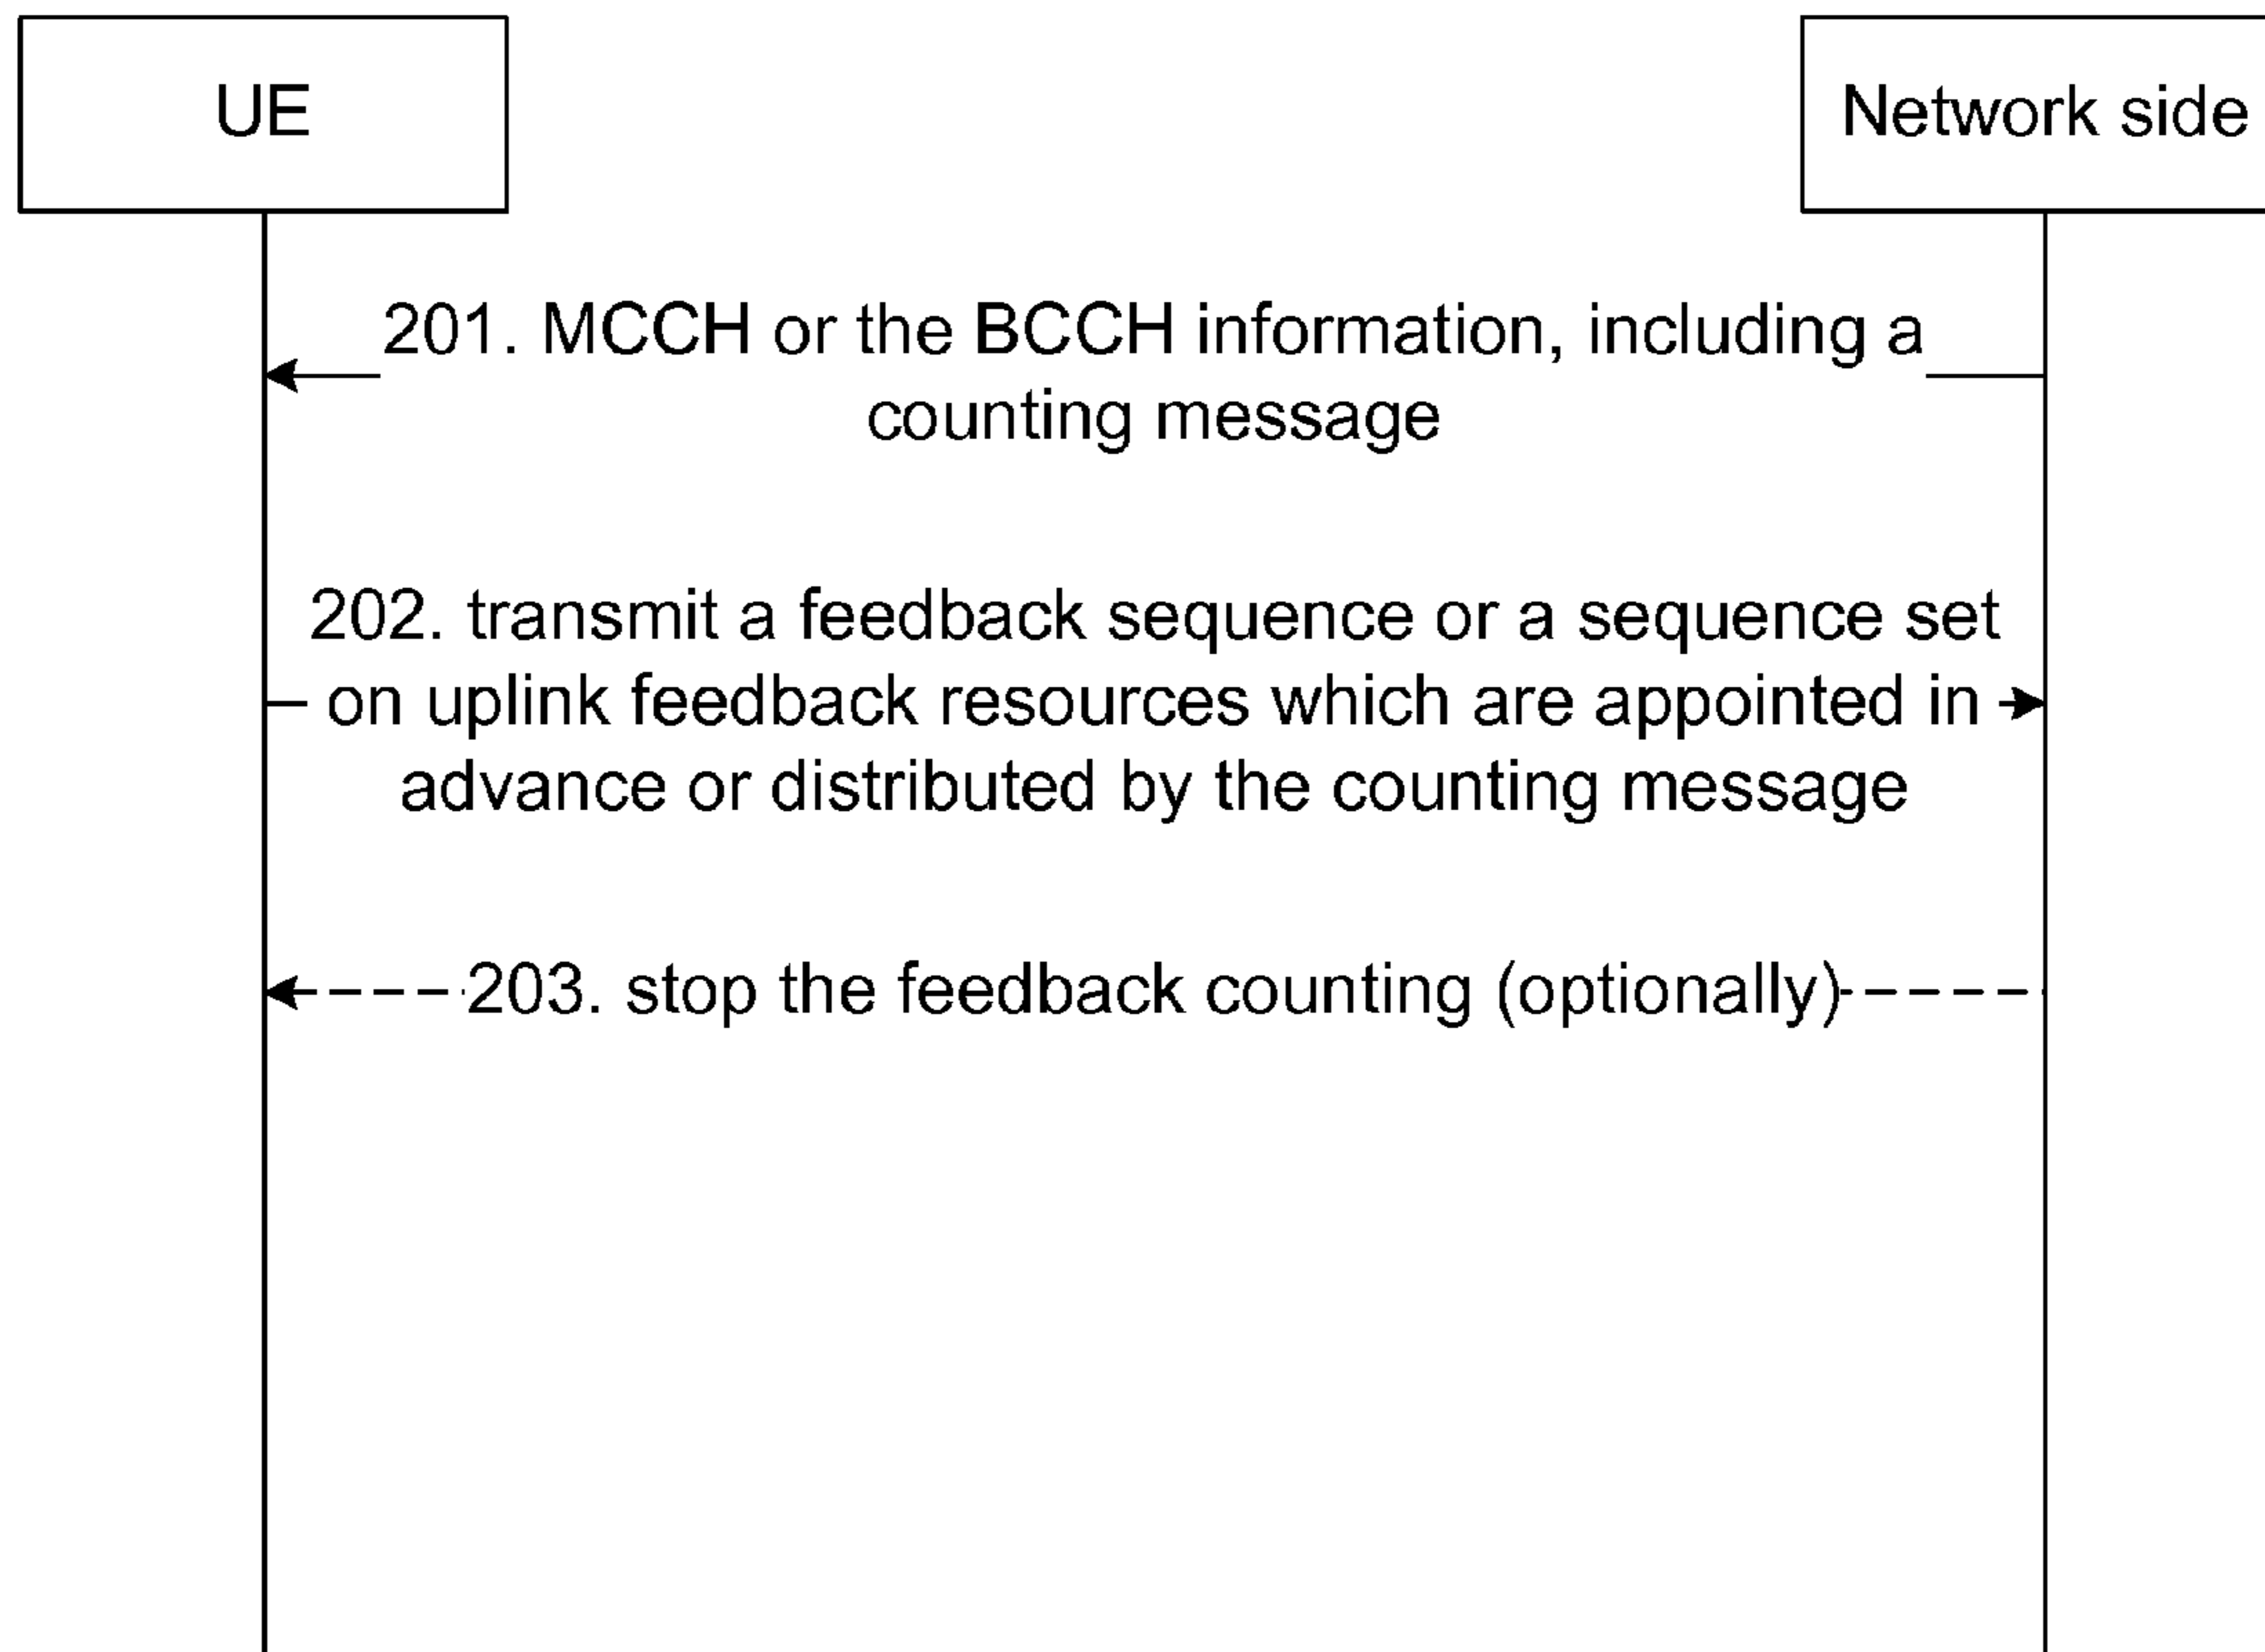 UE
Network side
201. MCCH or the BCCH information, including a
counting message
202. transmit a feedback sequence or a sequence set
on uplink feedback resources which are appointed in
advance or distributed by the counting message
203. stop the feedback counting (optionally)